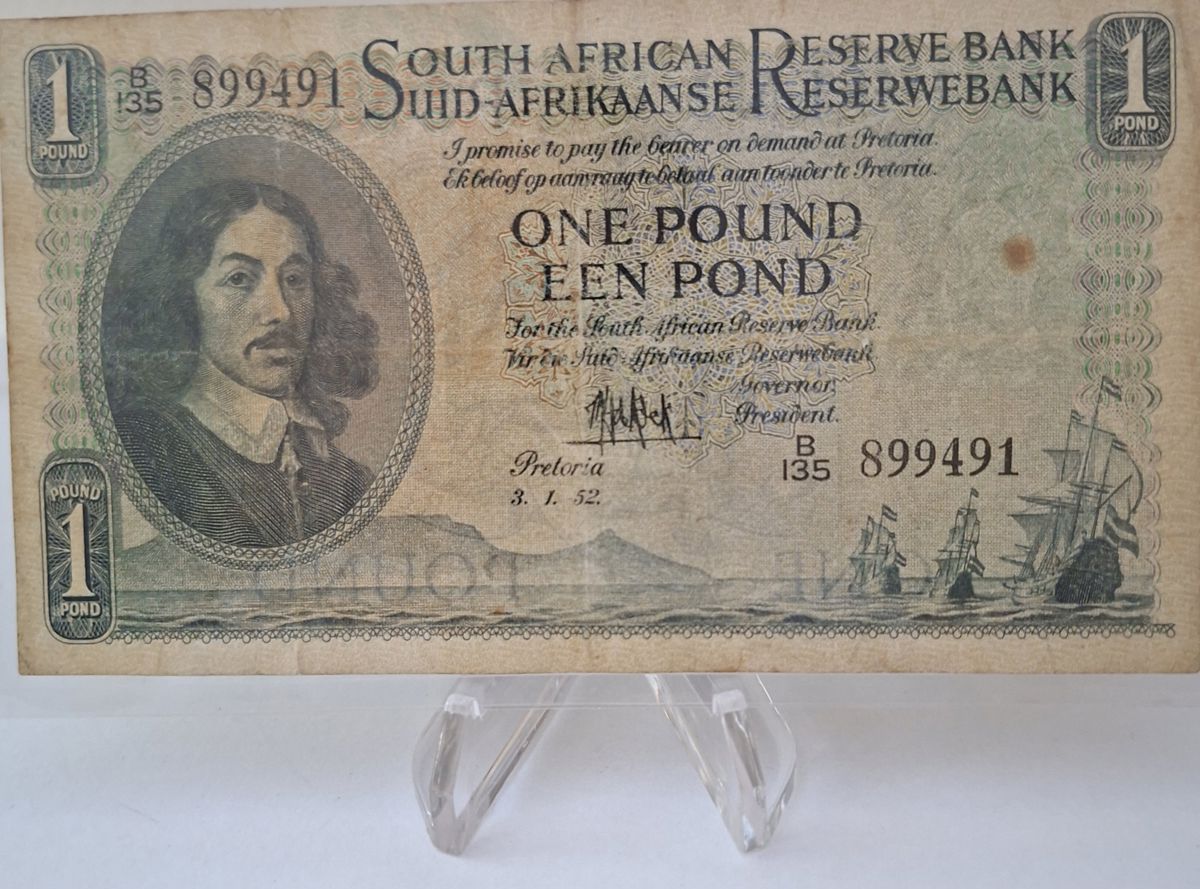 1
POUND
B
135 899491
SOUTH AFRICAN RESERVE BANK
SUID-AFRIKAANSE RESERWEBANK
1
POND
I promise to pay the bearer on demand at Pretoria.
Ek beloof op aanvraag te betaal aan toonder te Pretoria.
ONE POUND
EEN POND
For the South African Reserve Bank.
Vir die Suid-Afrikaanse Reserwebank
Governor.
President.
B
135 899491
Pretoria
3. 1. 52.
POUND
1
POND